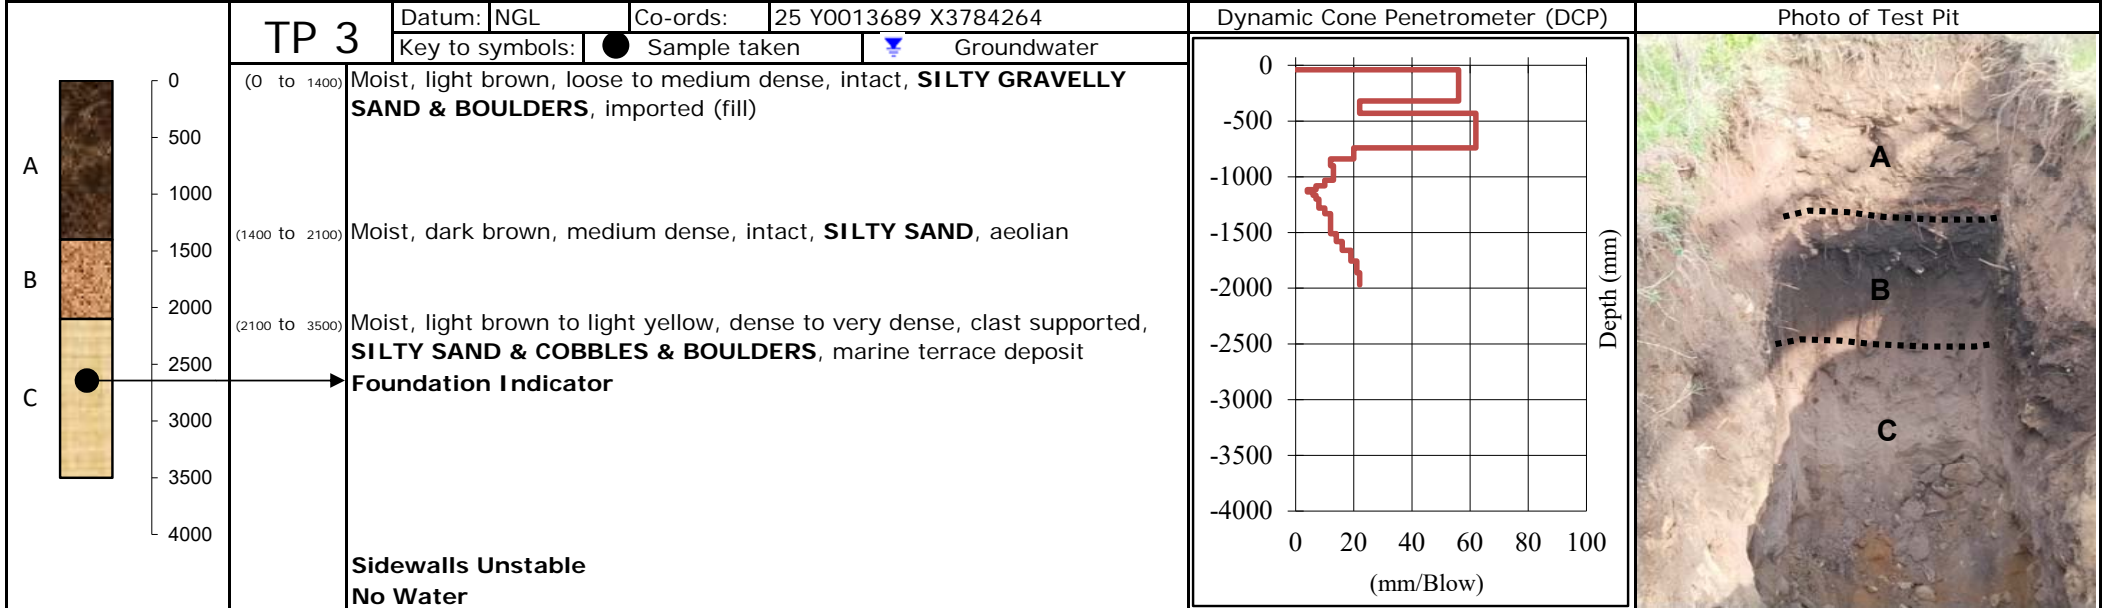 TP 3
Datum: NGL Co-ords: 25 Y0013689 X3784264
Key to symbols: Sample taken Groundwater
Dynamic Cone Penetrometer (DCP)
Photo of Test Pit
A
B
C
0
500
1000
1500
2000
2500
3000
3500
4000
(0 to 1400) Moist, light brown, loose to medium dense, intact, SILTY GRAVELLY
SAND & BOULDERS, imported (fill)
(1400 to 2100) Moist, dark brown, medium dense, intact, SILTY SAND, aeolian
(2100 to 3500) Moist, light brown to light yellow, dense to very dense, clast supported,
SILTY SAND & COBBLES & BOULDERS, marine terrace deposit
Foundation Indicator
Sidewalls Unstable
No Water
0
-500
-1000
-1500
-2000
-2500
-3000
-3500
-4000
0 20 40 60 80 100
(mm/Blow)
Depth (mm)
A
B
C